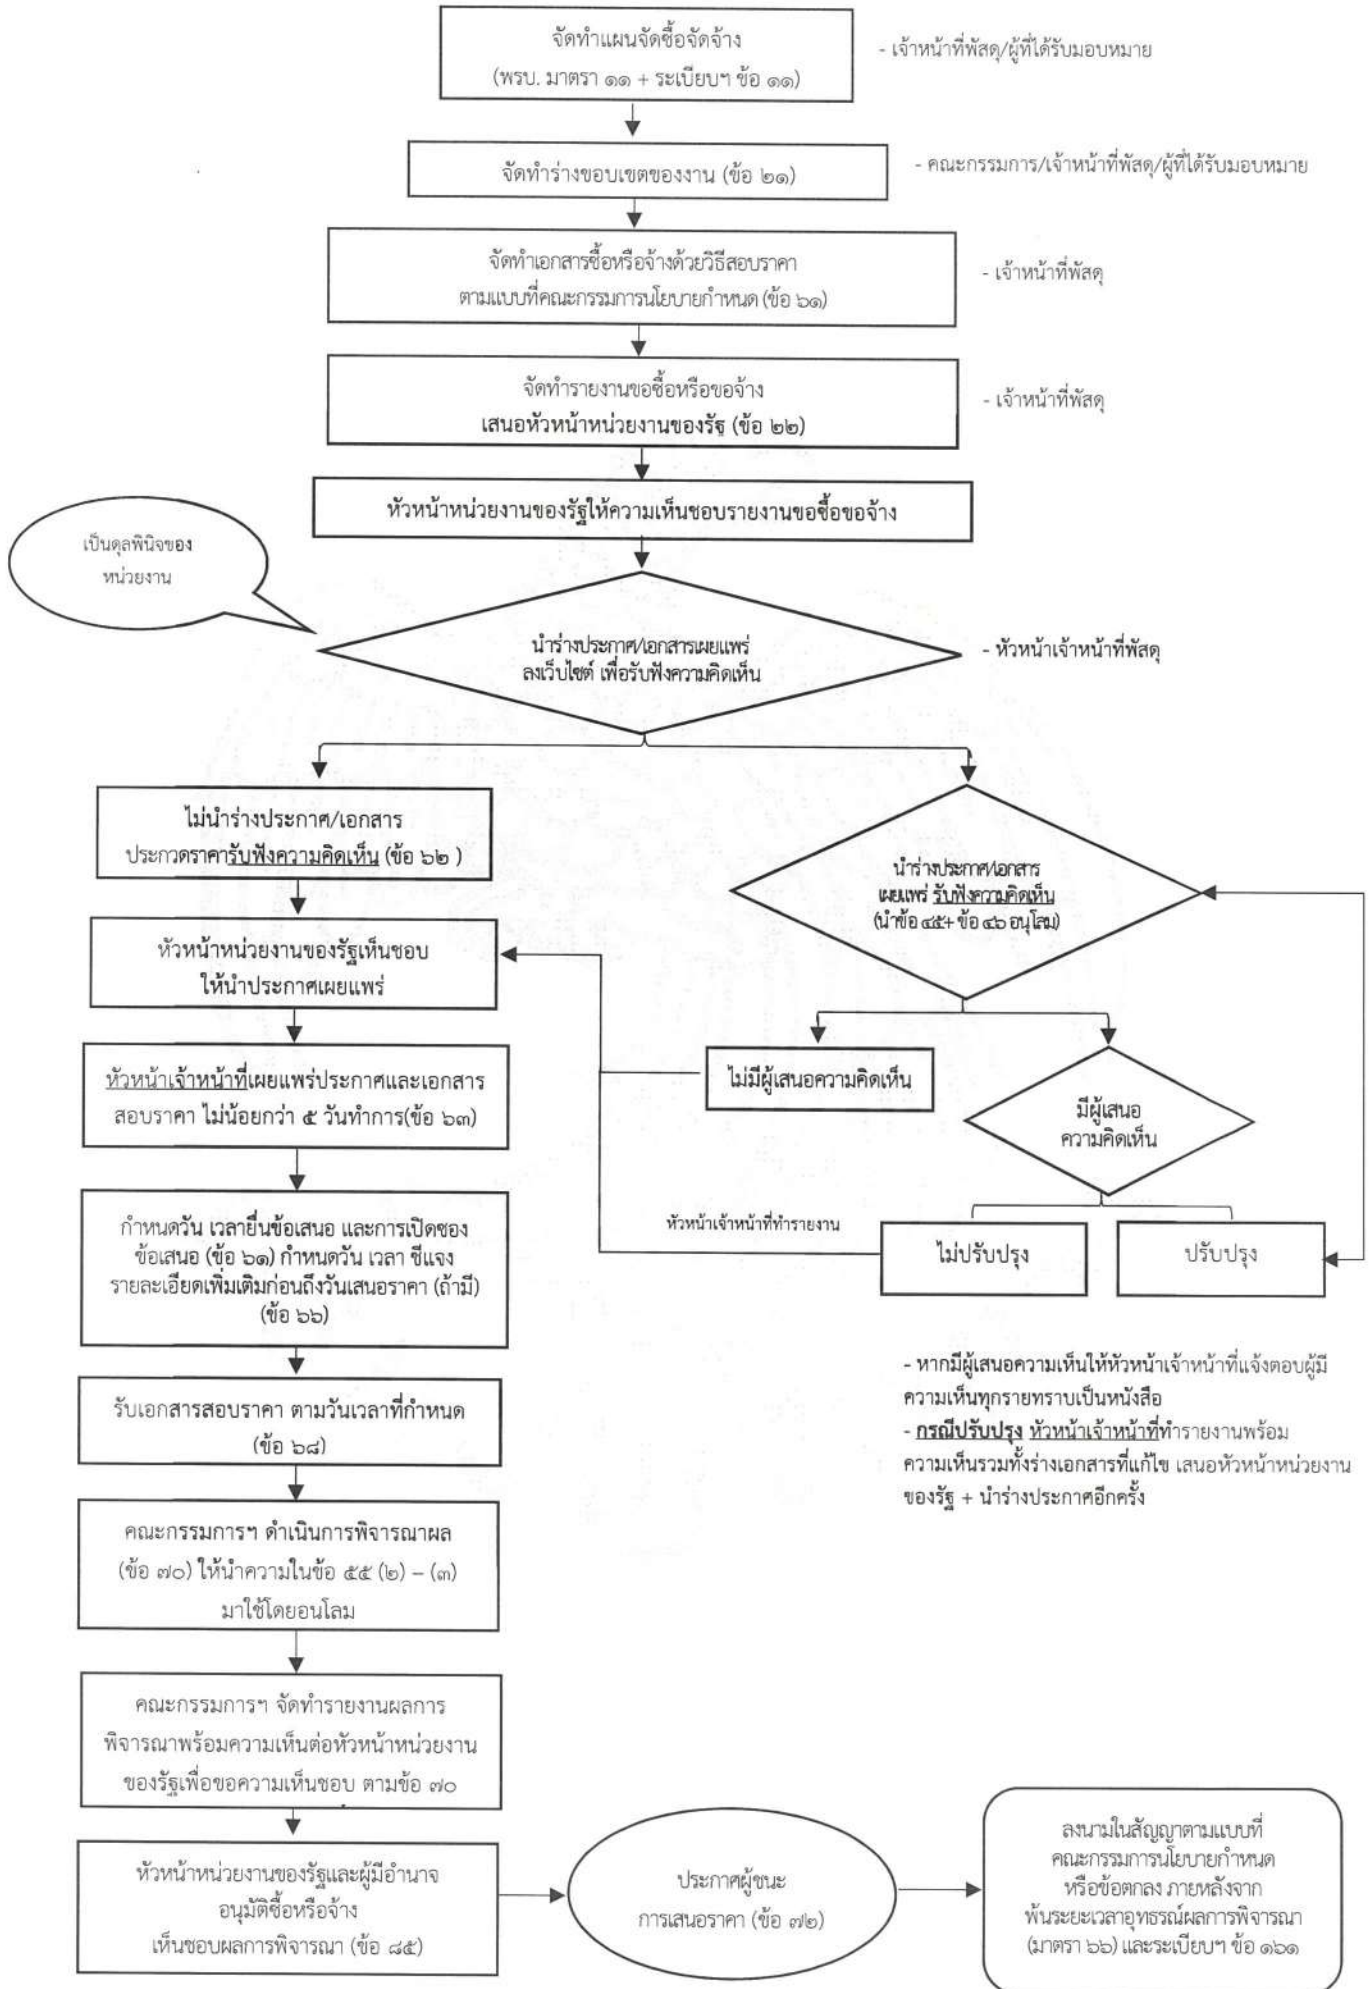 จัดทำแผนจัดซื้อจัดจ้าง
(พรบ. มาตรา ๑๑ + ระเบียบฯ ข้อ ๑๑)
- เจ้าหน้าที่พัสดุ/ผู้ที่ได้รับมอบหมาย
จัดทำร่างขอบเขตของงาน (ข้อ ๒๑)
- คณะกรรมการ/เจ้าหน้าที่พัสดุ/ผู้ที่ได้รับมอบหมาย
จัดทำเอกสารซื้อหรือจ้างด้วยวิธีสอบราคา
ตามแบบที่คณะกรรมการนโยบายกำหนด (ข้อ ๖๑)
- เจ้าหน้าที่พัสดุ
จัดทำรายงานขอซื้อหรือขอจ้าง
เสนอหัวหน้าหน่วยงานของรัฐ (ข้อ ๒๒)
- เจ้าหน้าที่พัสดุ
หัวหน้าหน่วยงานของรัฐให้ความเห็นชอบรายงานขอซื้อขอจ้าง
เป็นดุลพินิจของ
หน่วยงาน
นำร่างประกาศ/เอกสารเผยแพร่
ลงเว็บไซต์ เพื่อรับฟังความคิดเห็น
- หัวหน้าเจ้าหน้าที่พัสดุ
ไม่นำร่างประกาศ/เอกสาร
ประกวดราคารับฟังความคิดเห็น (ข้อ ๖๒ )
นำร่างประกาศ/เอกสาร
เผยแพร่ รับฟังความคิดเห็น
(นำข้อ ๔๕+ ข้อ ๔๖ อนุโลม)
หัวหน้าหน่วยงานของรัฐเห็นชอบ
ให้นำประกาศเผยแพร่
หัวหน้าเจ้าหน้าที่เผยแพร่ประกาศและเอกสาร
สอบราคา ไม่น้อยกว่า ๕ วันทำการ(ข้อ ๖๓)
ไม่มีผู้เสนอความคิดเห็น
มีผู้เสนอ
ความคิดเห็น
กำหนดวัน เวลายื่นข้อเสนอ และการเปิดซอง
ข้อเสนอ (ข้อ ๖๑) กำหนดวัน เวลา ชี้แจง
รายละเอียดเพิ่มเติมก่อนถึงวันเสนอราคา (ถ้ามี)
(ข้อ ๖๖)
หัวหน้าเจ้าหน้าที่ทำรายงาน
ไม่ปรับปรุง
ปรับปรุง
- หากมีผู้เสนอความเห็นให้หัวหน้าเจ้าหน้าที่แจ้งตอบผู้มี
ความเห็นทุกรายทราบเป็นหนังสือ
- กรณีปรับปรุง หัวหน้าเจ้าหน้าที่ทำรายงานพร้อม
ความเห็นรวมทั้งร่างเอกสารที่แก้ไข เสนอหัวหน้าหน่วยงาน
ของรัฐ + นำร่างประกาศอีกครั้ง
รับเอกสารสอบราคา ตามวันเวลาที่กำหนด
(ข้อ ๖๘)
คณะกรรมการฯ ดำเนินการพิจารณาผล
(ข้อ ๗๐) ให้นำความในข้อ ๕๕ (๒) – (๓)
มาใช้โดยอนุโลม
คณะกรรมการฯ จัดทำรายงานผลการ
พิจารณาพร้อมความเห็นต่อหัวหน้าหน่วยงาน
ของรัฐเพื่อขอความเห็นชอบ ตามข้อ ๗๐
หัวหน้าหน่วยงานของรัฐและผู้มีอำนาจ
อนุมัติซื้อหรือจ้าง
เห็นชอบผลการพิจารณา (ข้อ ๘๕)
ประกาศผู้ชนะ
การเสนอราคา (ข้อ ๗๒)
ลงนามในสัญญาตามแบบที่
คณะกรรมการนโยบายกำหนด
หรือข้อตกลง ภายหลังจาก
พ้นระยะเวลาอุทธรณ์ผลการพิจารณา
(มาตรา ๖๖) และระเบียบฯ ข้อ ๑๖๑